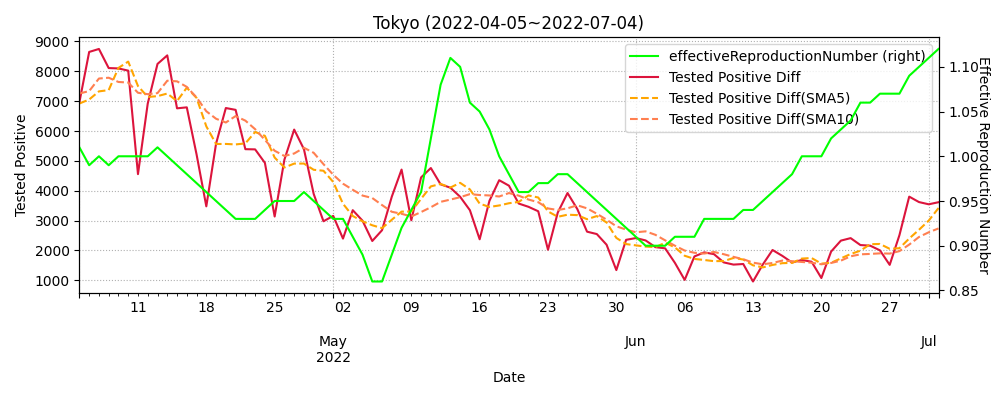 Tokyo (2022-04-05~2022-07-04)
effectiveReproductionNumber (right)
Tested Positive Diff
Tested Positive Diff(SMA5)
Tested Positive Diff(SMA10)
Tested Positive
9000
8000
7000
6000
5000
4000
3000
2000
1000
1.10
1.05
1.00
0.95
0.90
0.85
Effective Reproduction Number
11 18 25 02 09 16 23 30 06 13 20 27
May Jun Jul
2022
Date